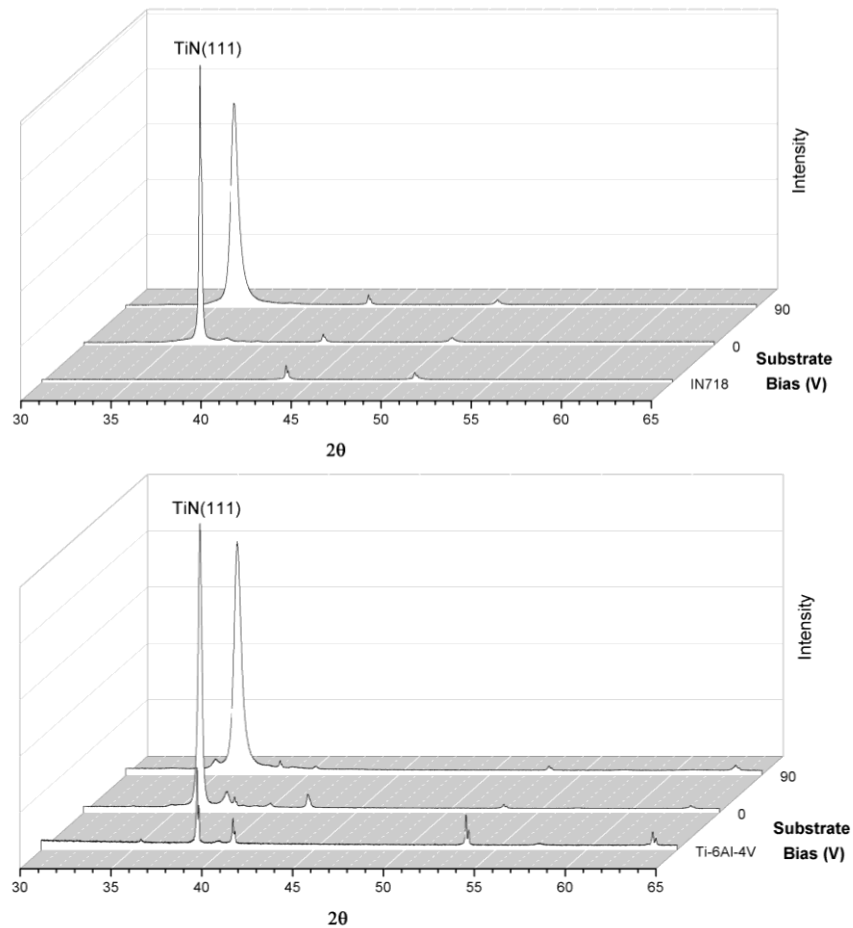 TiN(111)
Intensity
90
0
Substrate
Bias (V)
IN718
30 35 40 45 50 55 60 65
2θ
TiN(111)
Intensity
90
0
Substrate
Bias (V)
Ti-6Al-4V
30 35 40 45 50 55 60 65
2θ